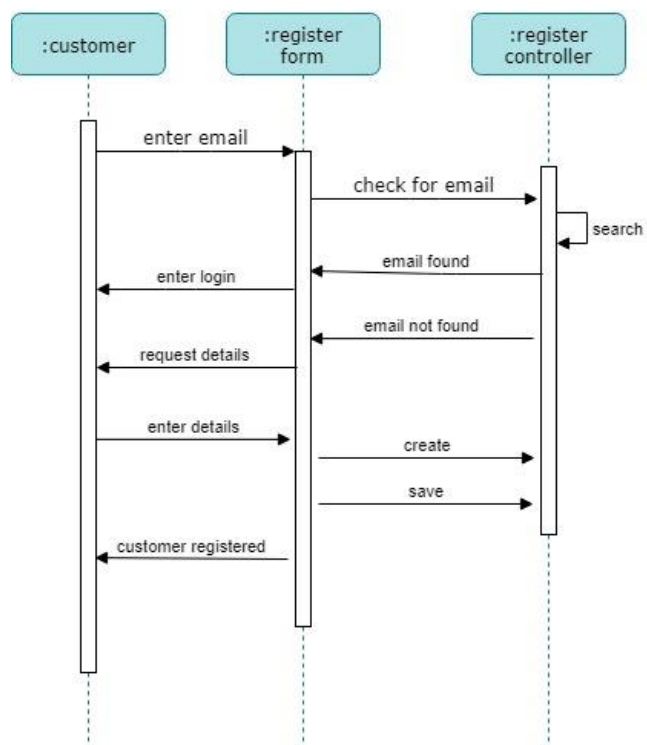 :customer
:register
form
:register
controller
enter email
check for email
search
email found
enter login
email not found
request details
enter details
create
save
customer registered